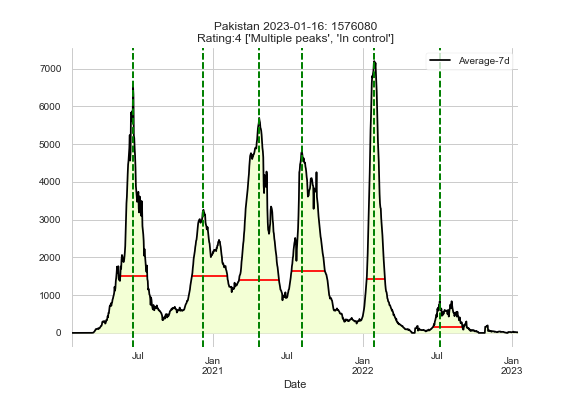 Pakistan 2023-01-16: 1576080
Rating:4 ['Multiple peaks', 'In control']
Average-7d
7000
6000
5000
4000
3000
2000
1000
0
Jul
Jan
2021
Jul
Jan
2022
Jul
Jan
2023
Date